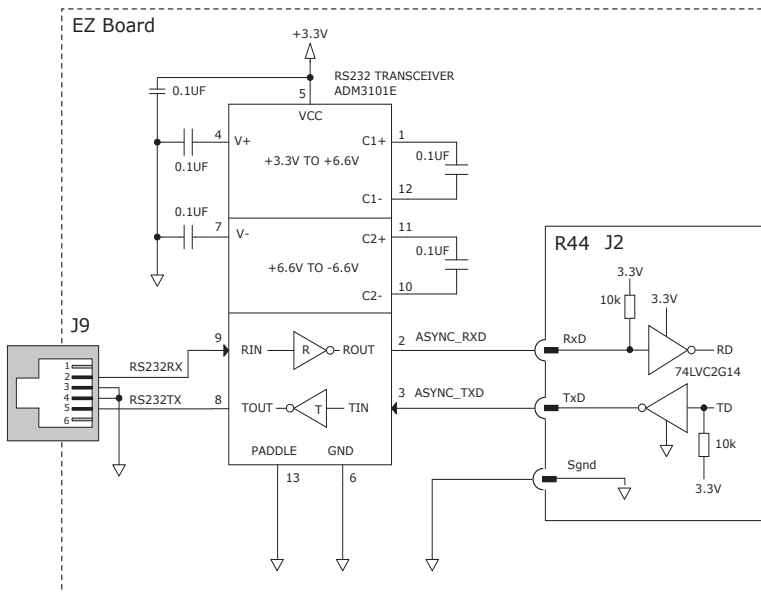 EZ Board
+3.3V
RS232 TRANSCEIVER
ADM3101E
0.1UF
5
VCC
4
V+
C1+
1
0.1UF
+3.3V TO +6.6V
0.1UF
C1-
12
0.1UF
7
V-
C2+
11
0.1UF
+6.6V TO -6.6V
C2-
10
R44 J2
3.3V
10k
3.3V
J9
9
RIN
R
ROUT
2
ASYNC_RXD
RxD
RD
74LVC2G14
1
2
3
4
5
6
RS232RX
RS232TX
8
TOUT
T
TIN
3
ASYNC_TXD
TxD
TD
10k
3.3V
PADDLE
GND
13
6
Sgnd